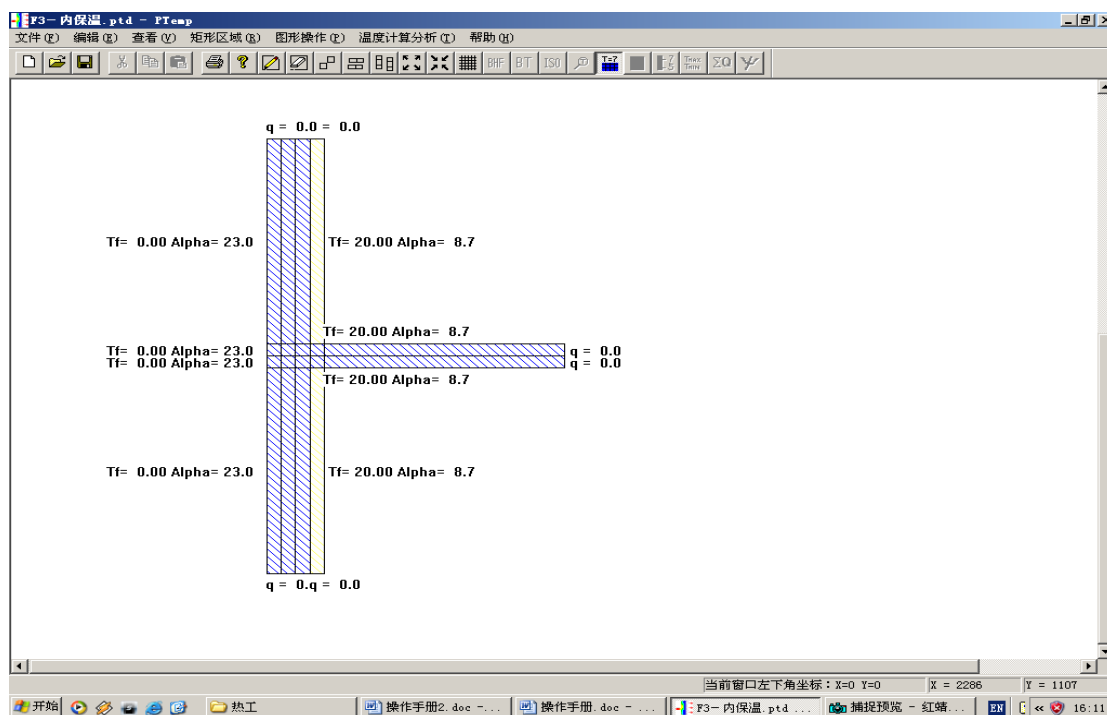 F3-内保温.ptd - PTemp
文件(F) 编辑(E) 查看(V) 矩形区域(R) 图形操作(P) 温度计算分析(T) 帮助(H)
BHF BT ISO T=7 ΣQ
q = 0.0 = 0.0
Tf= 0.00 Alpha= 23.0 Tf= 20.00 Alpha= 8.7
Tf= 20.00 Alpha= 8.7
Tf= 0.00 Alpha= 23.0 q = 0.0
Tf= 0.00 Alpha= 23.0 q = 0.0
Tf= 20.00 Alpha= 8.7
Tf= 0.00 Alpha= 23.0 Tf= 20.00 Alpha= 8.7
q = 0.q = 0.0
当前窗口左下角坐标：X=0 Y=0 X = 2286 Y = 1107
开始 热工 操作手册2.doc -... 操作手册.doc - ... F3-内保温.ptd ... 捕捉预览 - 红蜻... EN « 16:11